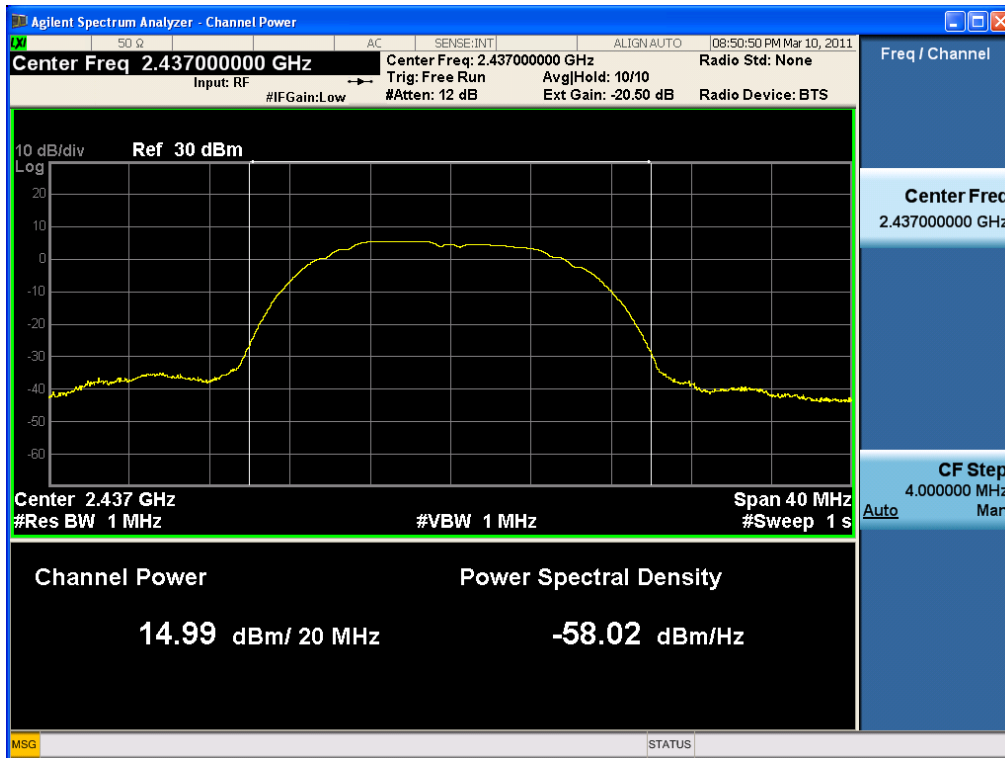 Agilent Spectrum Analyzer - Channel Power
LXI 50 Ω AC SENSE:INT ALIGN AUTO 08:50:50 PM Mar 10, 2011
Center Freq 2.437000000 GHz
Input: RF
#IFGain:Low
Center Freq: 2.437000000 GHz
Trig: Free Run Avg|Hold: 10/10
#Atten: 12 dB Ext Gain: -20.50 dB
Radio Std: None
Radio Device: BTS
10 dB/div Ref 30 dBm
Log
20
10
0
-10
-20
-30
-40
-50
-60
Center 2.437 GHz Span 40 MHz
#Res BW 1 MHz #VBW 1 MHz #Sweep 1 s
Channel Power Power Spectral Density
14.99 dBm/ 20 MHz -58.02 dBm/Hz
MSG STATUS
Freq / Channel
Center Freq
2.437000000 GHz
CF Step
4.000000 MHz
Auto Man